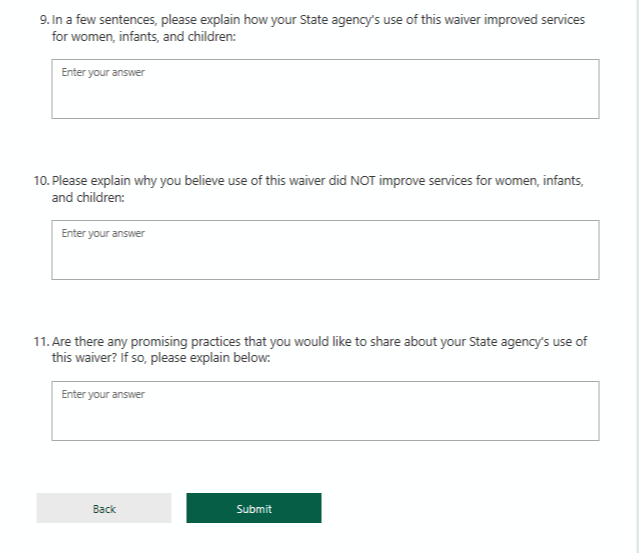 9. In a few sentences, please explain how your State agency's use of this waiver improved services
for women, infants, and children:
Enter your answer
10. Please explain why you believe use of this waiver did NOT improve services for women, infants,
and children:
Enter your answer
11. Are there any promising practices that you would like to share about your State agency's use of
this waiver? If so, please explain below:
Enter your answer
Back
Submit